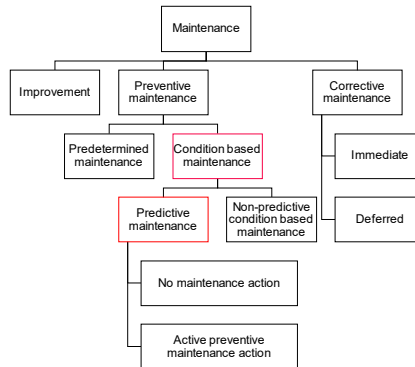 Maintenance
Improvement
Preventive
maintenance
Corrective
maintenance
Predetermined
maintenance
Condition based
maintenance
Immediate
Predictive
maintenance
Non-predictive
condition based
maintenance
Deferred
No maintenance action
Active preventive
maintenance action